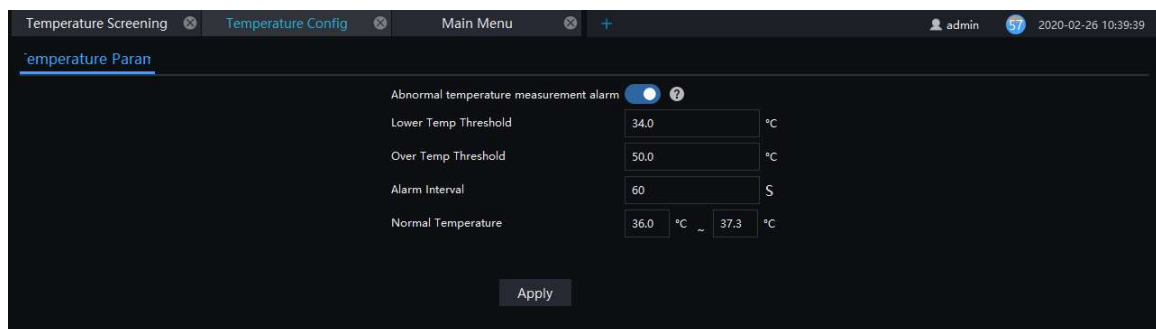 Temperature Screening Temperature Config Main Menu + admin 57 2020-02-26 10:39:39
Temperature Param
Abnormal temperature measurement alarm ?
Lower Temp Threshold 34.0 °C
Over Temp Threshold 50.0 °C
Alarm Interval 60 S
Normal Temperature 36.0 °C ~ 37.3 °C
Apply